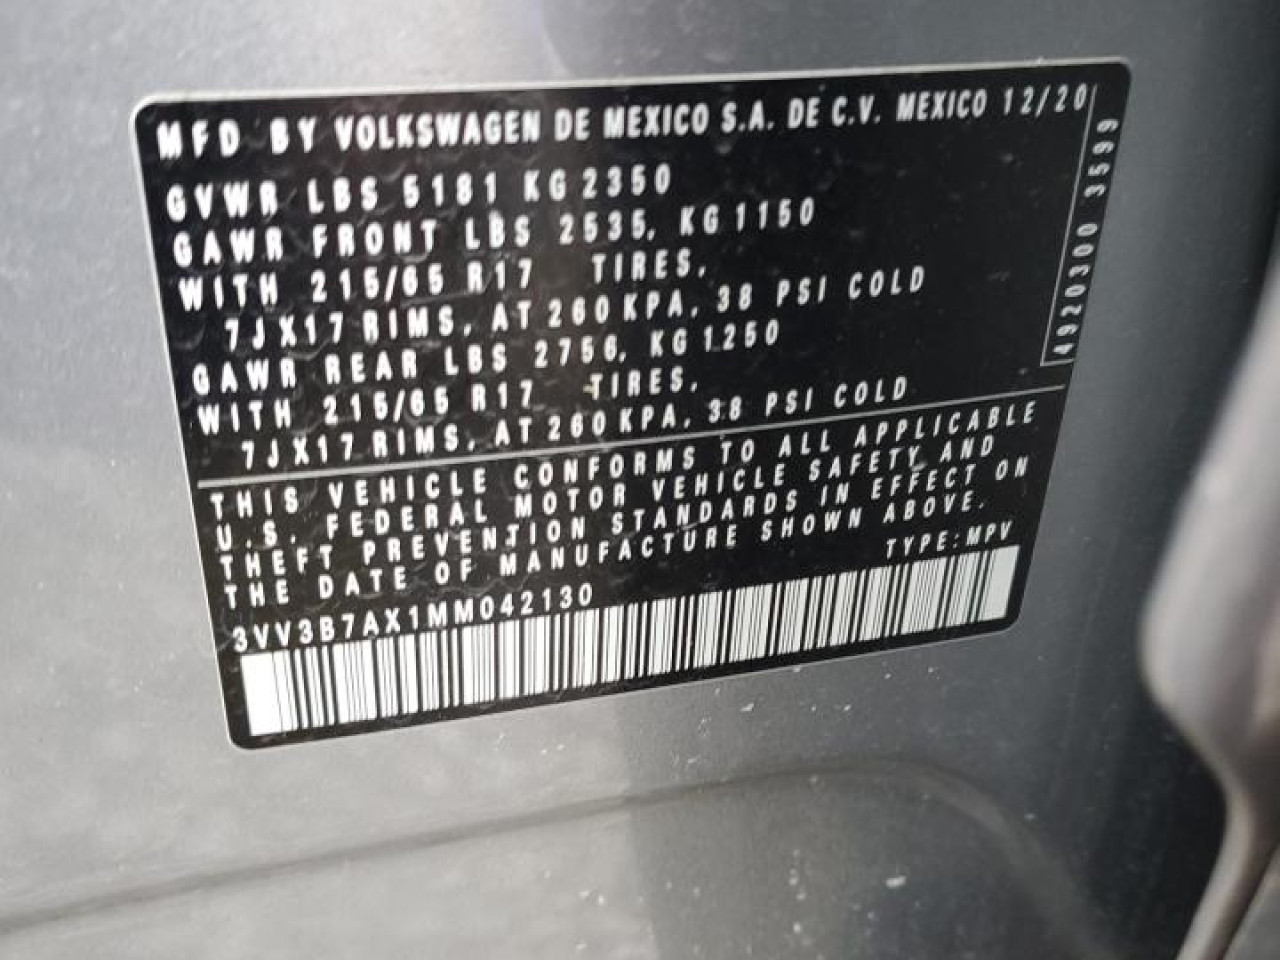 MFD BY VOLKSWAGEN DE MEXICO S.A. DE C.V. MEXICO 12/20
GVWR LBS 5181 KG 2350
GAWR FRONT LBS 2535, KG 1150
WITH 215/65 R17 TIRES,
7JX17 RIMS, AT 260 KPA, 38 PSI COLD
GAWR REAR LBS 2756, KG 1250
WITH 215/65 R17 TIRES,
7JX17 RIMS, AT 260 KPA, 38 PSI COLD
4920300 3599
THIS VEHICLE CONFORMS TO ALL APPLICABLE
U.S. FEDERAL MOTOR VEHICLE SAFETY AND
THEFT PREVENTION STANDARDS IN EFFECT ON
THE DATE OF MANUFACTURE SHOWN ABOVE.
TYPE: MPV
3VV3B7AX1MM042130